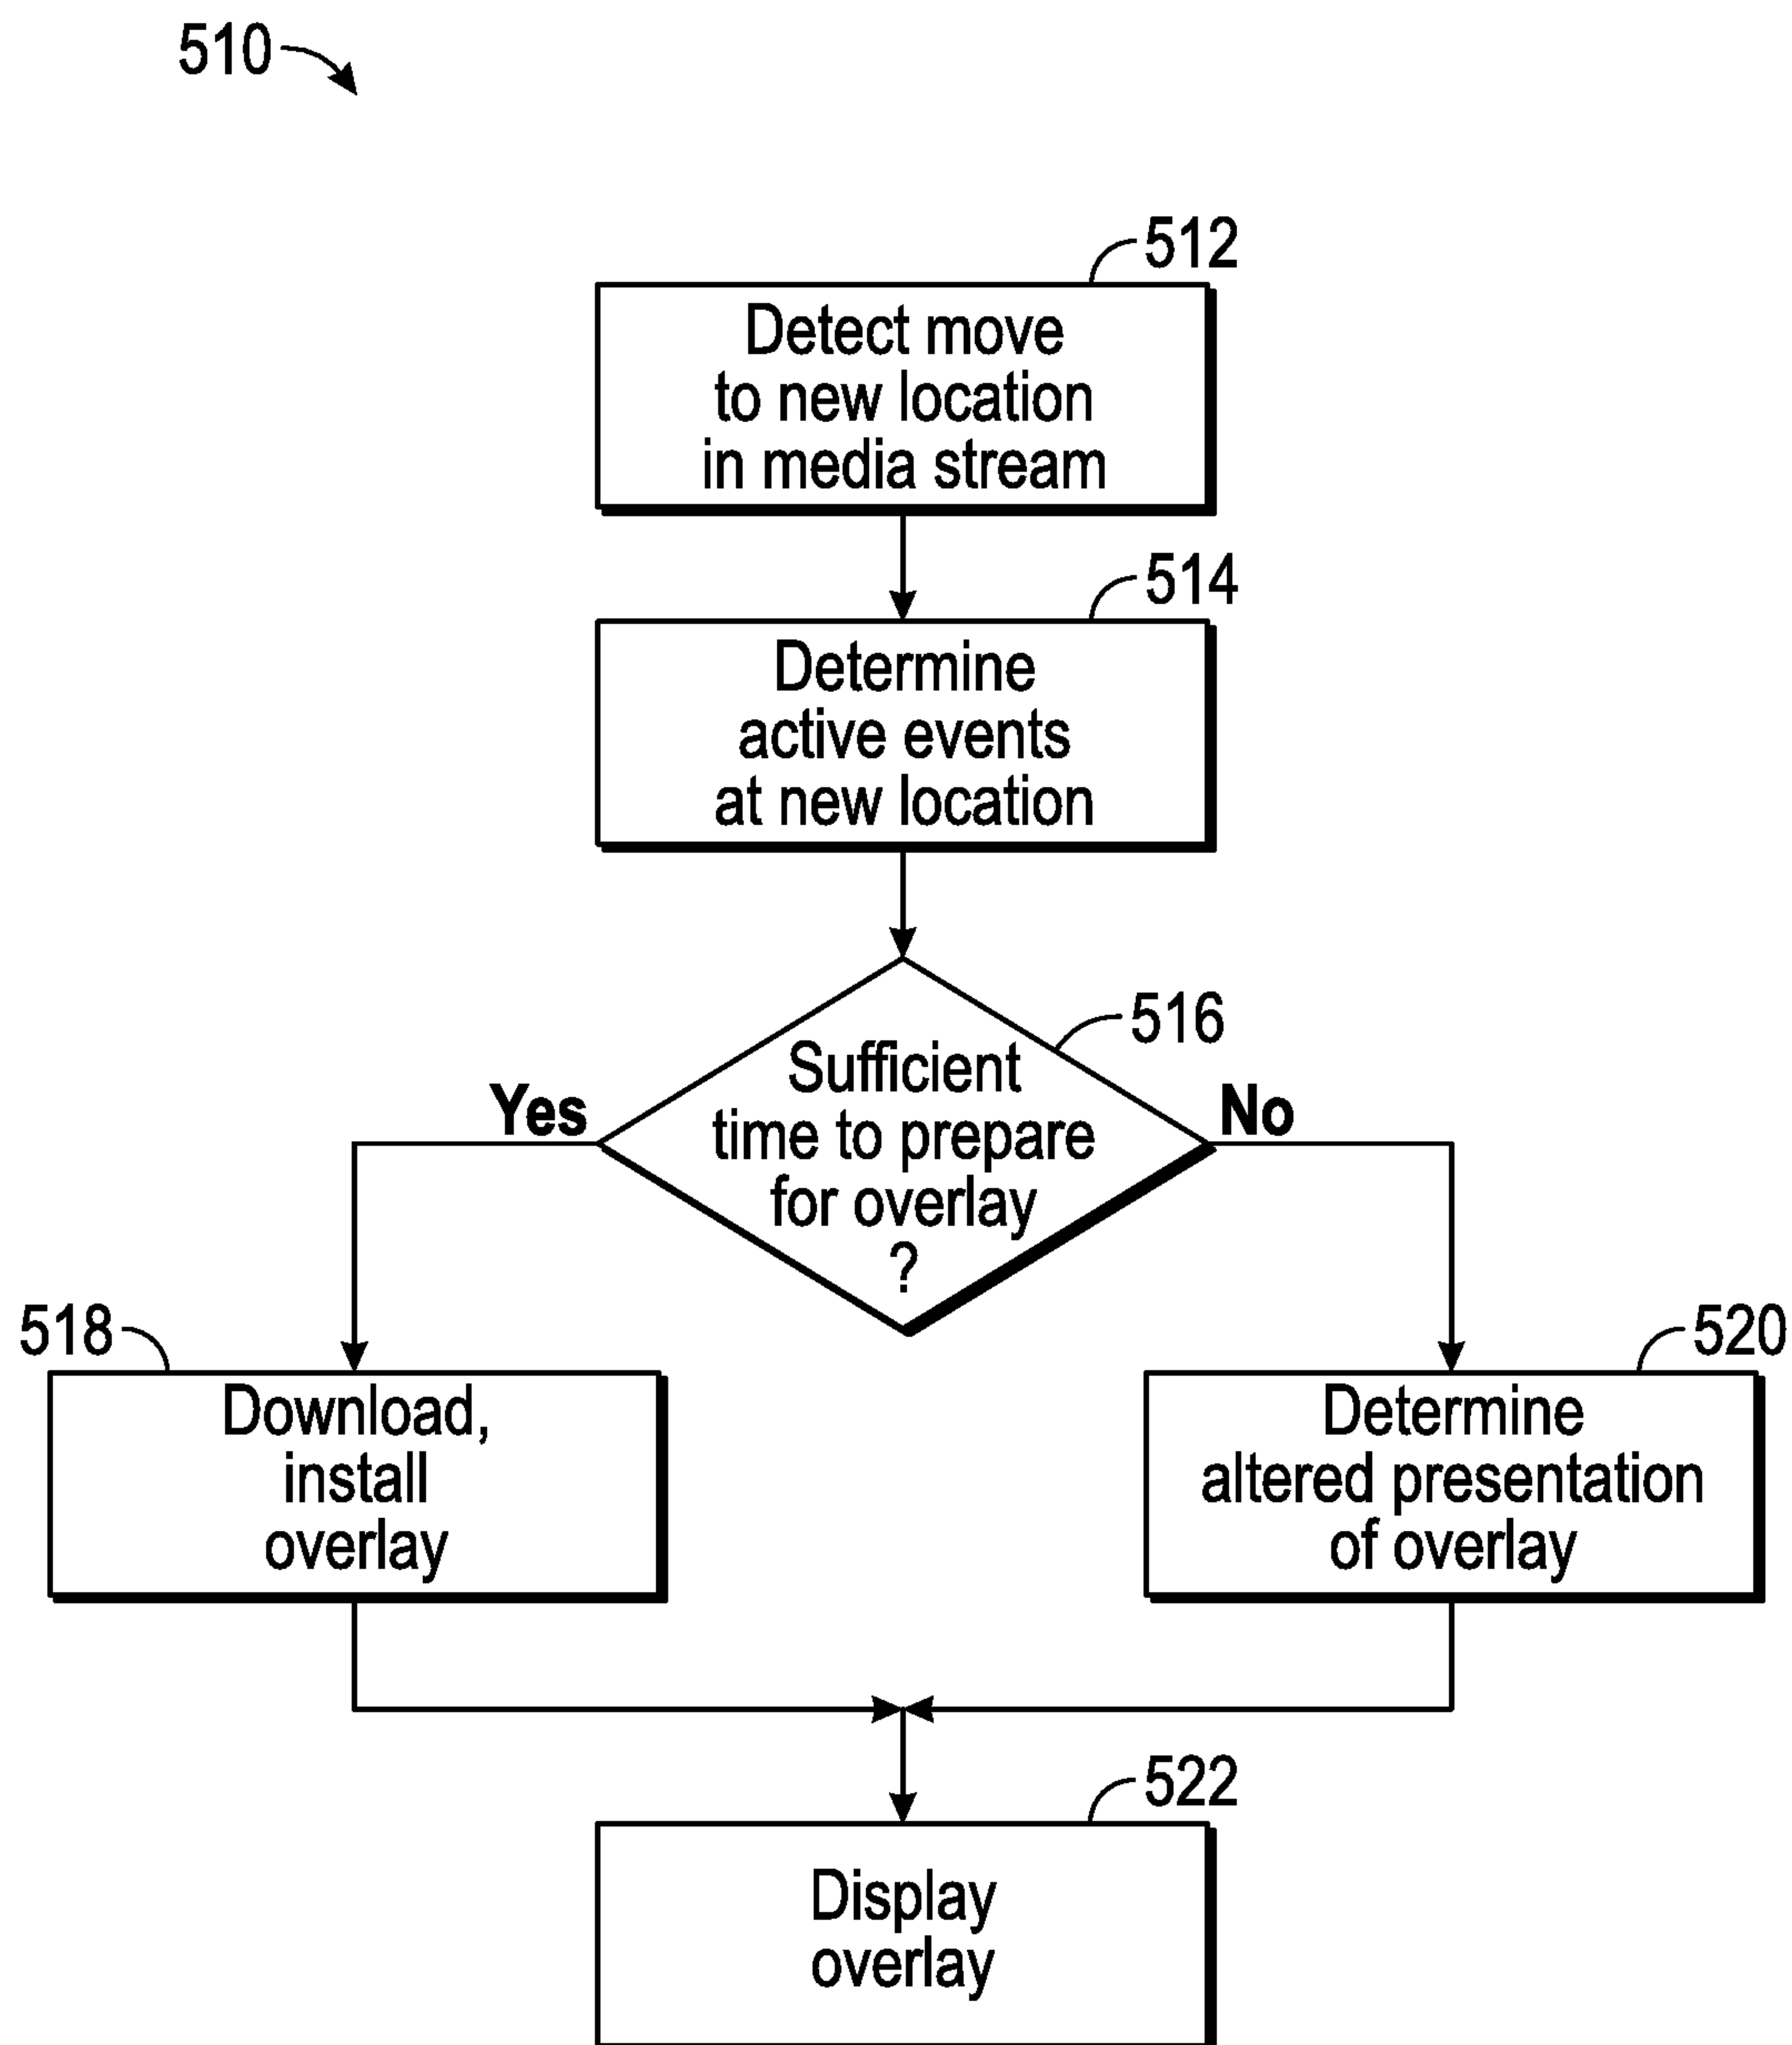 510
512
Detect move
to new location
in media stream
514
Determine
active events
at new location
516
Sufficient
time to prepare
for overlay
?
Yes
No
518
Download,
install
overlay
520
Determine
altered presentation
of overlay
522
Display
overlay